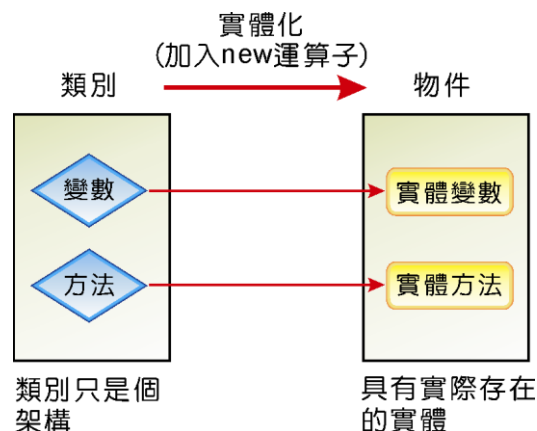 實體化
(加入new運算子)
類別
物件
變數
實體變數
方法
實體方法
類別只是個
架構
具有實際存在
的實體